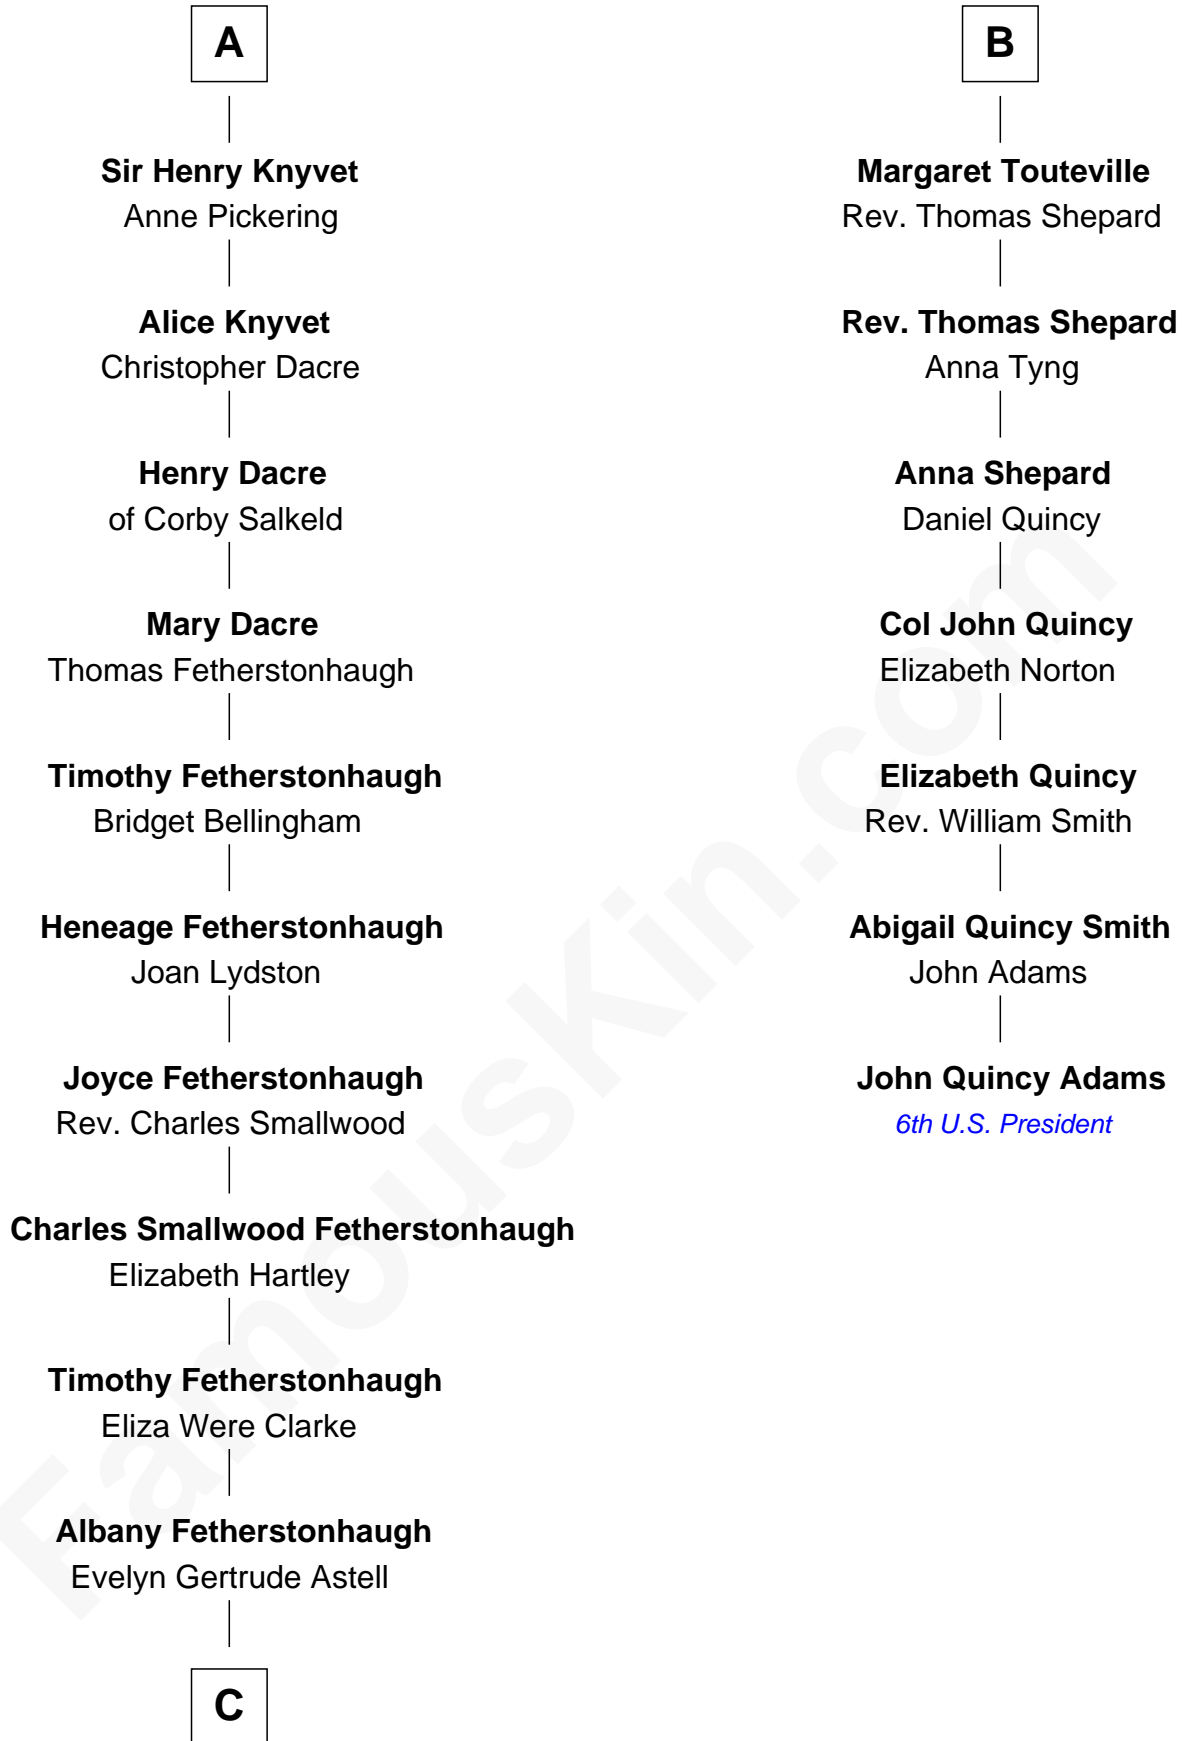 A
Sir Henry Knyvet
Anne Pickering
Alice Knyvet
Christopher Dacre
Henry Dacre
of Corby Salkeld
Mary Dacre
Thomas Fetherstonhaugh
Timothy Fetherstonhaugh
Bridget Bellingham
Heneage Fetherstonhaugh
Joan Lydston
Joyce Fetherstonhaugh
Rev. Charles Smallwood
Charles Smallwood Fetherstonhaugh
Elizabeth Hartley
Timothy Fetherstonhaugh
Eliza Were Clarke
Albany Fetherstonhaugh
Evelyn Gertrude Astell
C
B
Margaret Touteville
Rev. Thomas Shepard
Rev. Thomas Shepard
Anna Tyng
Anna Shepard
Daniel Quincy
Col John Quincy
Elizabeth Norton
Elizabeth Quincy
Rev. William Smith
Abigail Quincy Smith
John Adams
John Quincy Adams
6th U.S. President
FamousKin.com